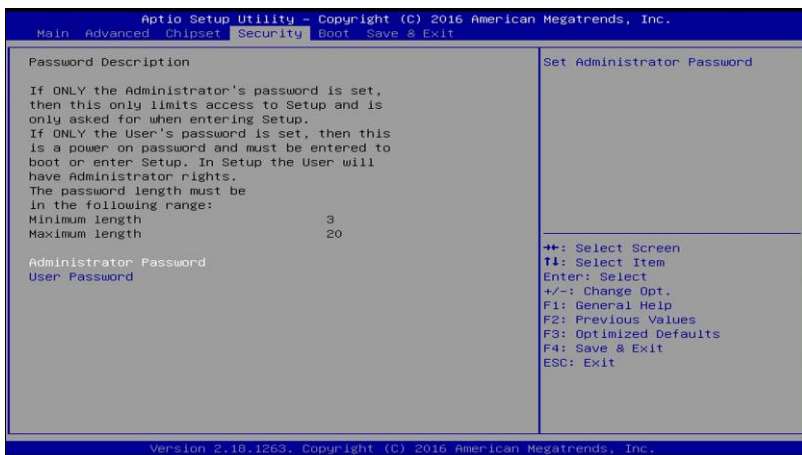 Aptio Setup Utility – Copyright (C) 2016 American Megatrends, Inc.
Main Advanced Chipset Security Boot Save & Exit
Password Description
If ONLY the Administrator's password is set,
then this only limits access to Setup and is
only asked for when entering Setup.
If ONLY the User's password is set, then this
is a power on password and must be entered to
boot or enter Setup. In Setup the User will
have Administrator rights.
The password length must be
in the following range:
Minimum length 3
Maximum length 20
Administrator Password
User Password
Set Administrator Password
→←: Select Screen
↑↓: Select Item
Enter: Select
+/-: Change Opt.
F1: General Help
F2: Previous Values
F3: Optimized Defaults
F4: Save & Exit
ESC: Exit
Version 2.18.1263. Copyright (C) 2016 American Megatrends, Inc.